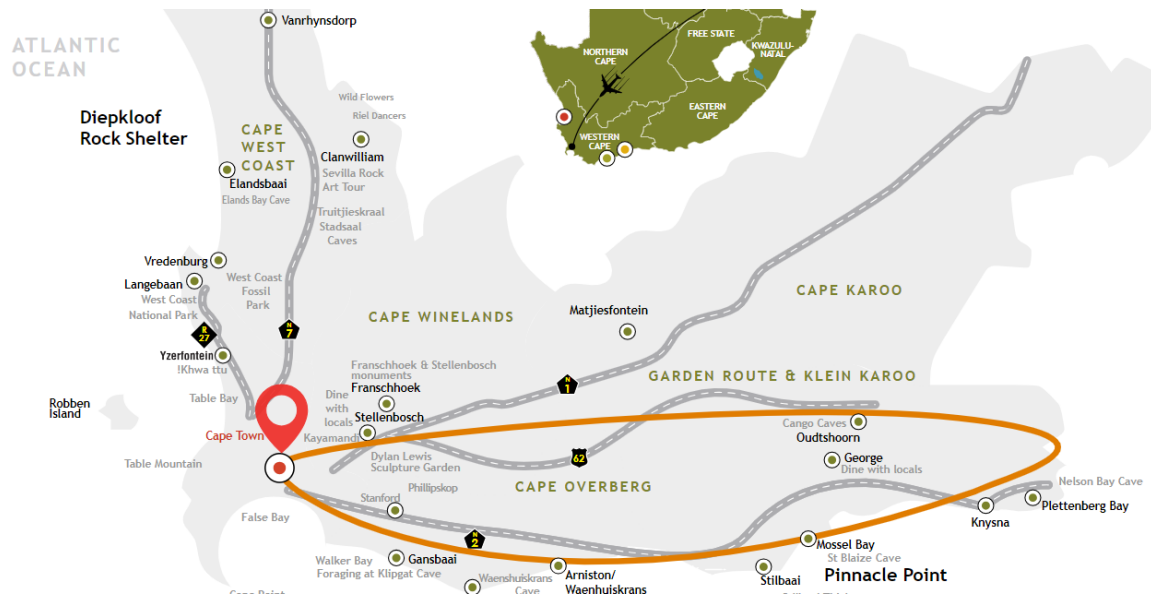 Vanrhynsdorp
ATLANTIC
OCEAN
NORTHERN
CAPE
FREE STATE
KWAZULU-
NATAL
EASTERN
CAPE
WESTERN
CAPE
Diepkloof
Rock Shelter
CAPE
WEST
COAST
Wild Flowers
Riel Dancers
Clanwilliam
Sevilla Rock
Art Tour
Elandsbaai
Elands Bay Cave
Truitjieskraal
Stadsaal
Caves
Vredenburg
Langebaan
West Coast
National Park
West Coast
Fossil
Park
R
27
N
7
Yzerfontein
!Khwa ttu
Table Bay
CAPE WINELANDS
Matjiesfontein
CAPE KAROO
Franschhoek & Stellenbosch
monuments
Franschhoek
N
1
GARDEN ROUTE & KLEIN KAROO
Robben
Island
Dine
with
locals
Stellenbosch
Cape Town
Kayamandi
Cango Caves
Oudtshoorn
Table Mountain
Dylan Lewis
Sculpture Garden
62
George
Dine with locals
Phillipskop
Stanford
CAPE OVERBERG
Nelson Bay Cave
Plettenberg Bay
Knysna
False Bay
N
2
Mossel Bay
St Blaize Cave
Walker Bay
Gansbaai
Foraging at Klipgat Cave
Waenshuiskrans
Cave
Arniston/
Waenhuiskrans
Stilbaai
Pinnacle Point